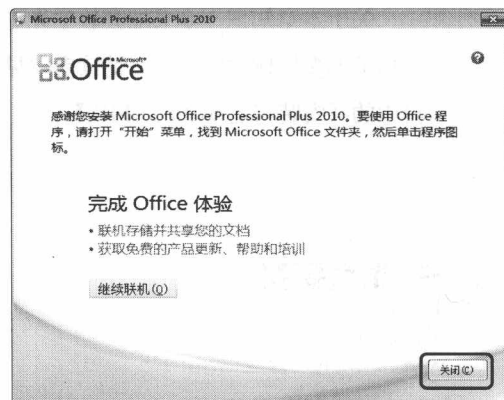 Microsoft Office Professional Plus 2010
Microsoft®
Office
感谢您安装 Microsoft Office Professional Plus 2010。要使用 Office 程
序，请打开“开始”菜单，找到 Microsoft Office 文件夹，然后单击程序图
标。
完成 Office 体验
• 联机存储并共享您的文档
• 获取免费的产品更新、帮助和培训
继续联机(O)
关闭(C)